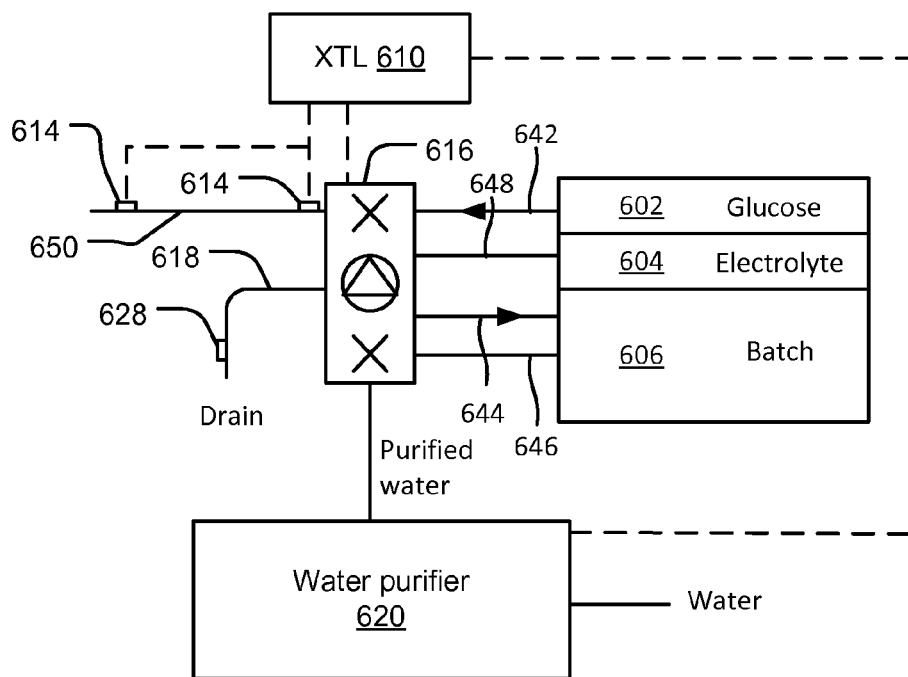 XTL 610
614
616
642
614
648
602 Glucose
650
618
604 Electrolyte
628
606 Batch
644
Drain
646
Purified
water
Water purifier
620
Water